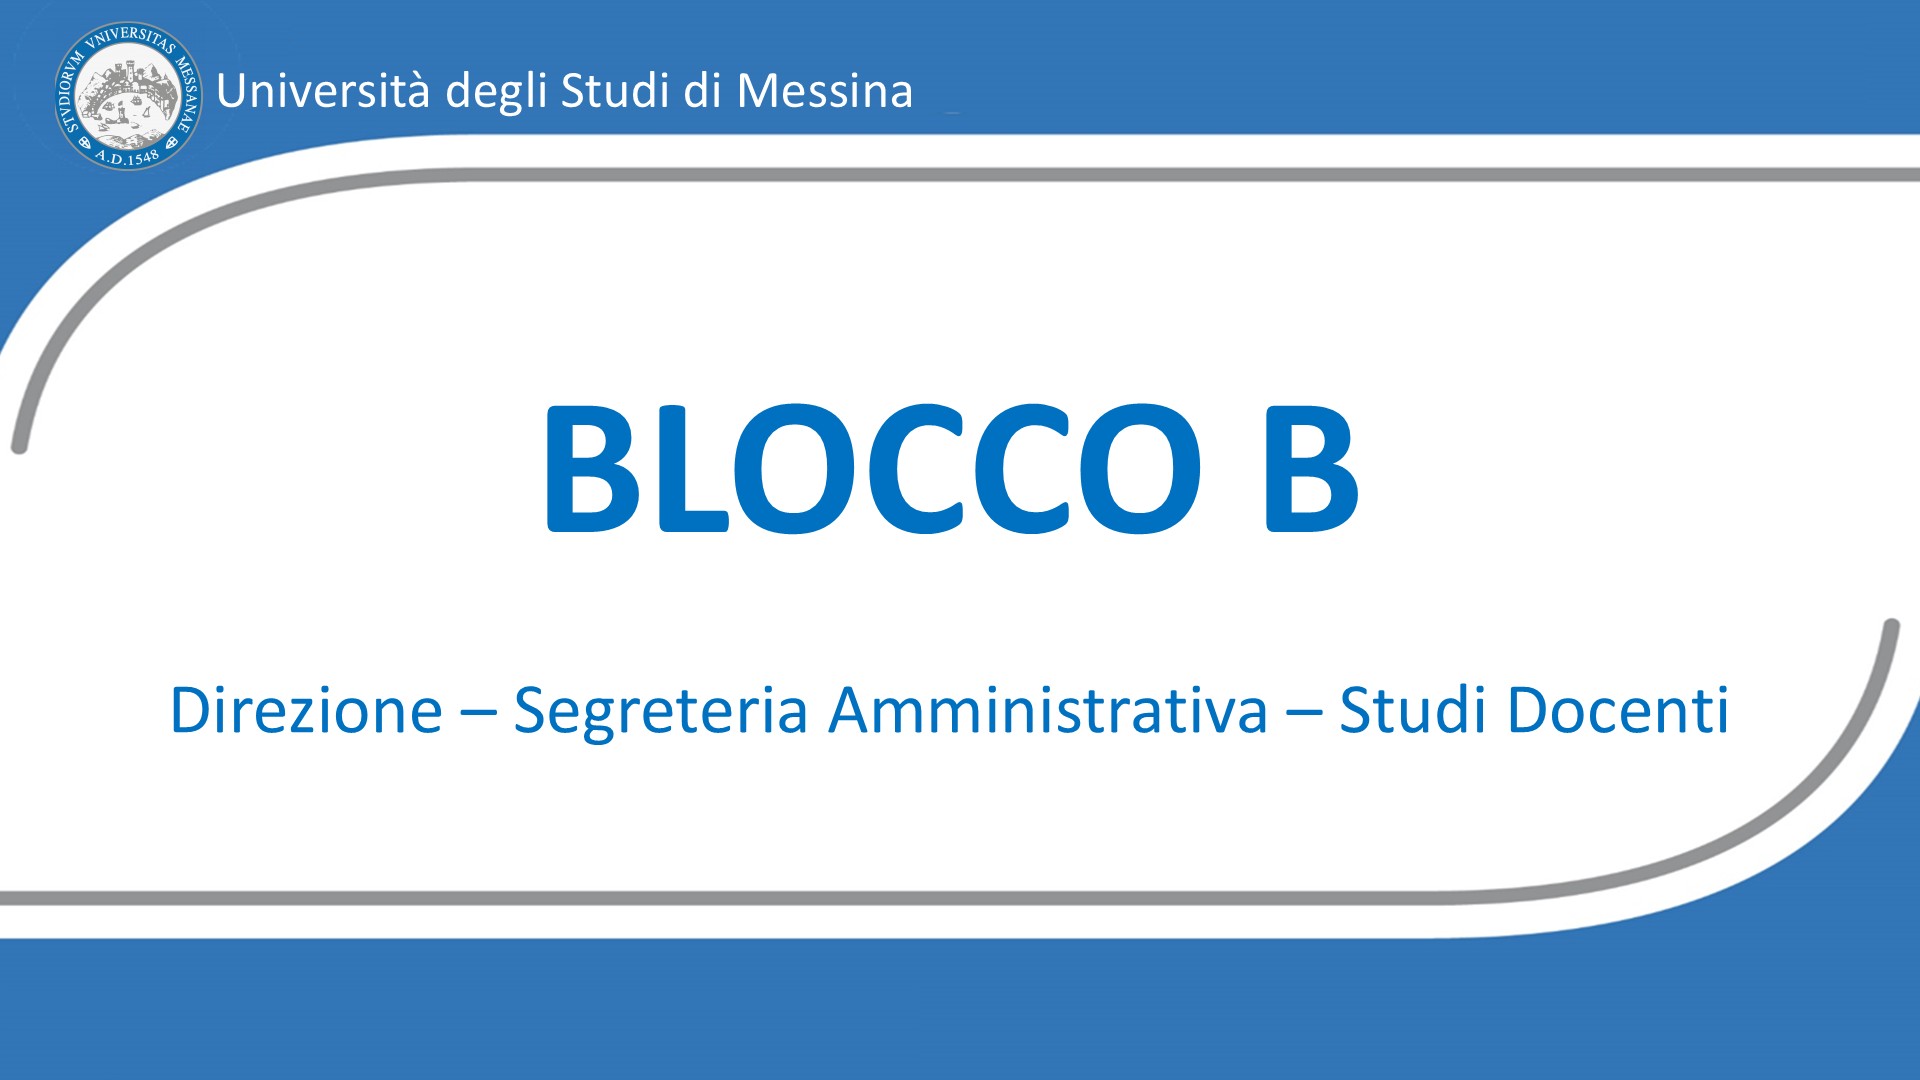 STVDIORVM VNIVERSITAS MESSANAE
A.D.1548
Università degli Studi di Messina
BLOCCO B
Direzione – Segreteria Amministrativa – Studi Docenti